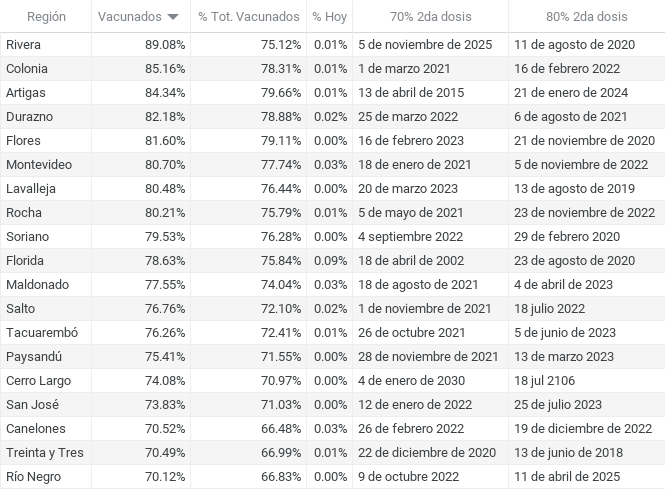 Región Vacunados % Tot. Vacunados % Hoy 70% 2da dosis 80% 2da dosis
Rivera 89.08% 75.12% 0.01% 5 de noviembre de 2025 11 de agosto de 2020
Colonia 85.16% 78.31% 0.01% 1 de marzo 2021 16 de febrero 2022
Artigas 84.34% 79.66% 0.01% 13 de abril de 2015 21 de enero de 2024
Durazno 82.18% 78.88% 0.02% 25 de marzo 2022 6 de agosto de 2021
Flores 81.60% 79.11% 0.00% 16 de febrero 2023 21 de noviembre de 2020
Montevideo 80.70% 77.74% 0.03% 18 de enero de 2021 5 de noviembre de 2022
Lavalleja 80.48% 76.44% 0.00% 20 de marzo 2023 13 de agosto de 2019
Rocha 80.21% 75.79% 0.01% 5 de mayo de 2021 23 de noviembre de 2022
Soriano 79.53% 76.28% 0.00% 4 septiembre 2022 29 de febrero 2020
Florida 78.63% 75.84% 0.09% 18 de abril de 2002 23 de agosto de 2020
Maldonado 77.55% 74.04% 0.03% 18 de agosto de 2021 4 de abril de 2023
Salto 76.76% 72.10% 0.02% 1 de noviembre de 2021 18 julio 2022
Tacuarembó 76.26% 72.41% 0.01% 26 de octubre 2021 5 de junio de 2023
Paysandú 75.41% 71.55% 0.00% 28 de noviembre de 2021 13 de marzo 2023
Cerro Largo 74.08% 70.97% 0.00% 4 de enero de 2030 18 jul 2106
San José 73.83% 71.03% 0.00% 12 de enero de 2022 25 de julio de 2023
Canelones 70.52% 66.48% 0.03% 26 de febrero 2022 19 de diciembre de 2022
Treinta y Tres 70.49% 66.99% 0.01% 22 de diciembre de 2020 13 de junio de 2018
Río Negro 70.12% 66.83% 0.00% 9 de octubre 2022 11 de abril de 2025